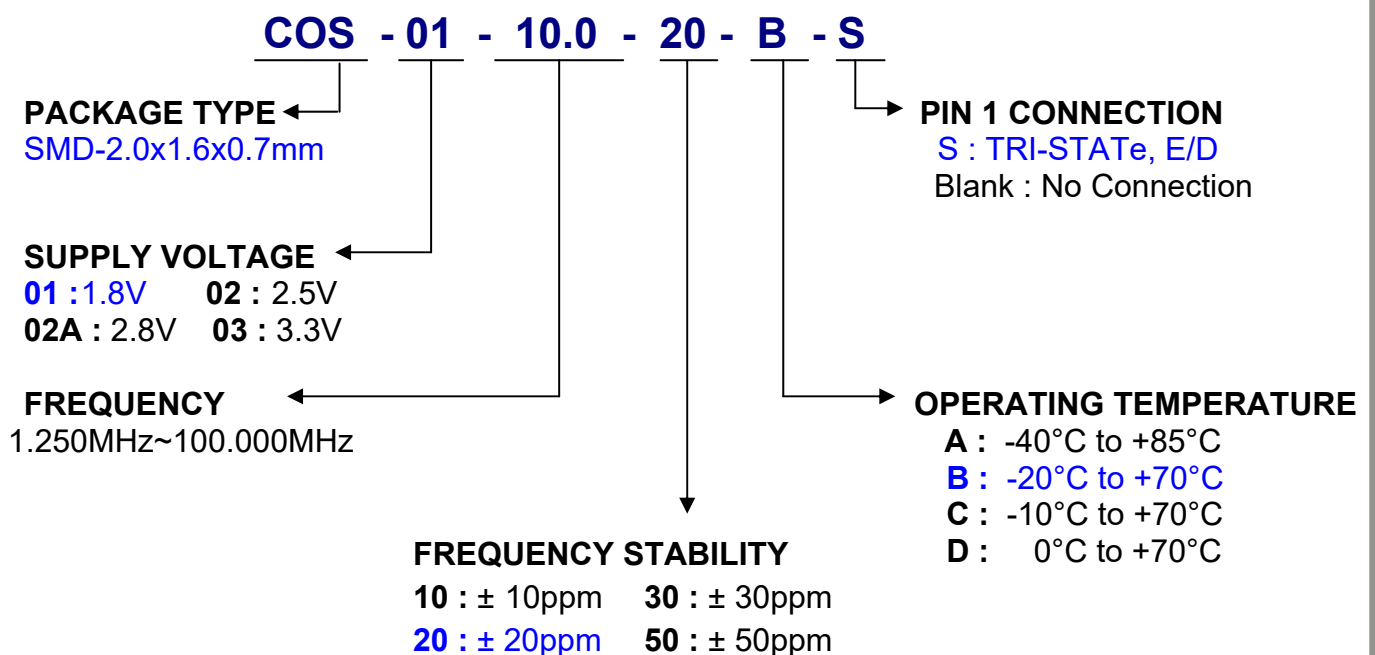 COS - 01 - 10.0 - 20 - B - S
PACKAGE TYPE
SMD-2.0x1.6x0.7mm
PIN 1 CONNECTION
S : TRI-STATe, E/D
Blank : No Connection
SUPPLY VOLTAGE
01 :1.8V 02 : 2.5V
02A : 2.8V 03 : 3.3V
FREQUENCY
1.250MHz~100.000MHz
OPERATING TEMPERATURE
A : -40°C to +85°C
B : -20°C to +70°C
C : -10°C to +70°C
D : 0°C to +70°C
FREQUENCY STABILITY
10 : ± 10ppm 30 : ± 30ppm
20 : ± 20ppm 50 : ± 50ppm